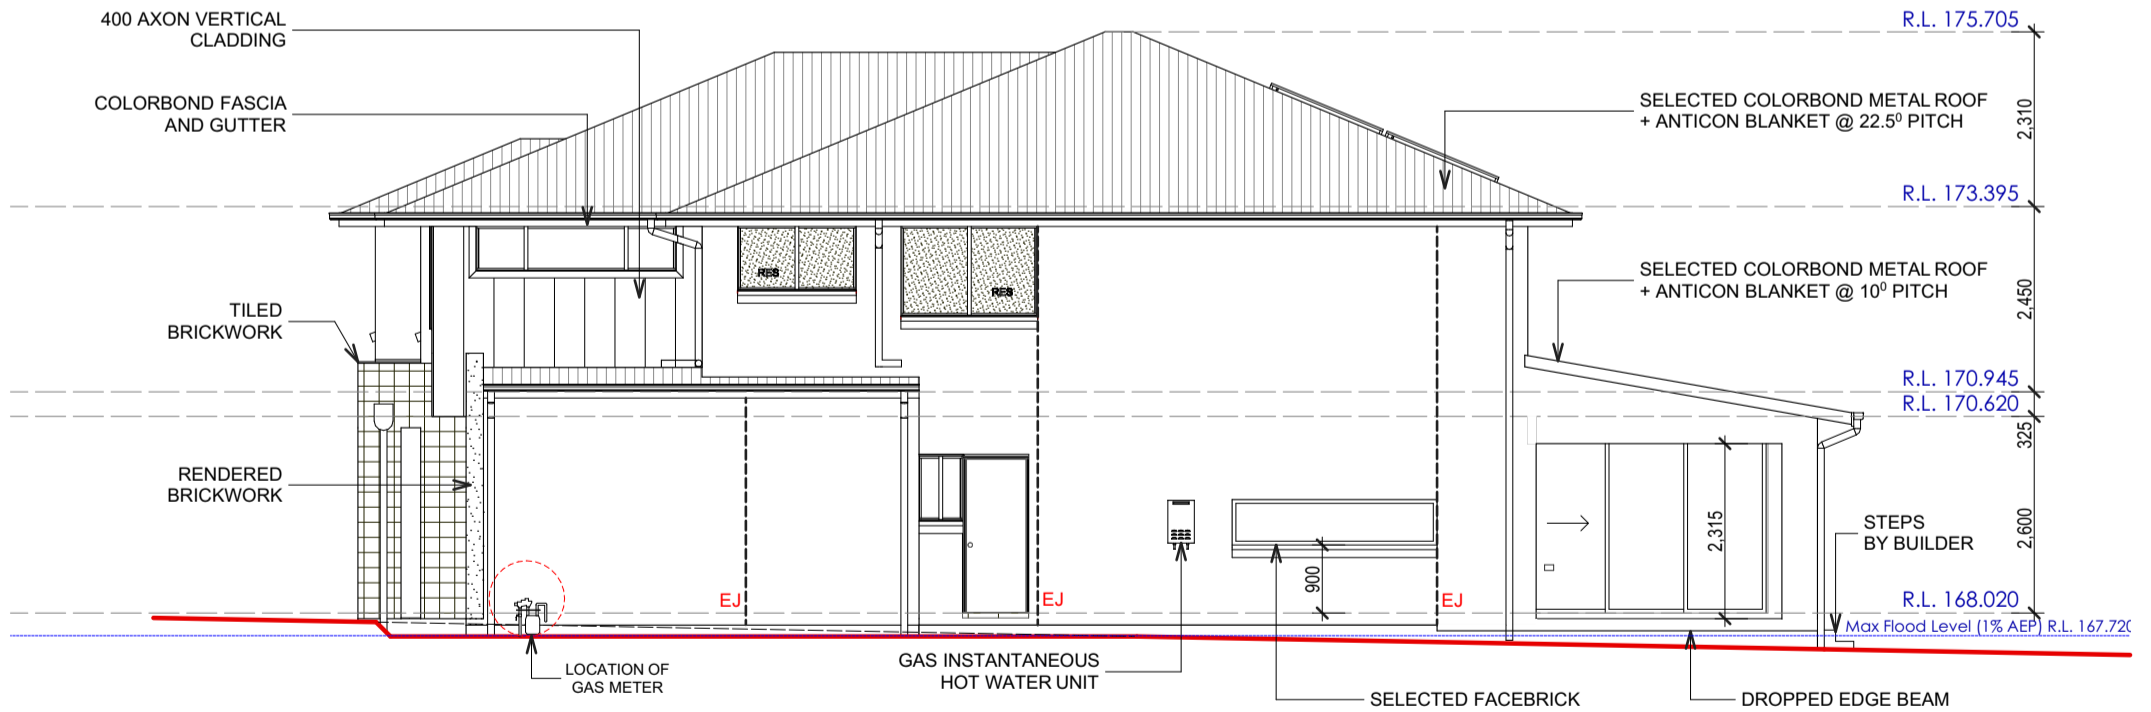 400 AXON VERTICAL
CLADDING
COLORBOND FASCIA
AND GUTTER
TILED
BRICKWORK
RENDERED
BRICKWORK
RES
RES
EJ
EJ
EJ
LOCATION OF
GAS METER
GAS INSTANTANEOUS
HOT WATER UNIT
900
SELECTED FACEBRICK
2,315
DROPPED EDGE BEAM
STEPS
BY BUILDER
SELECTED COLORBOND METAL ROOF
+ ANTICON BLANKET @ 22.5⁰ PITCH
SELECTED COLORBOND METAL ROOF
+ ANTICON BLANKET @ 10⁰ PITCH
R.L. 175.705
2,310
R.L. 173.395
2,450
R.L. 170.945
R.L. 170.620
325
2,600
R.L. 168.020
Max Flood Level (1% AEP) R.L. 167.720